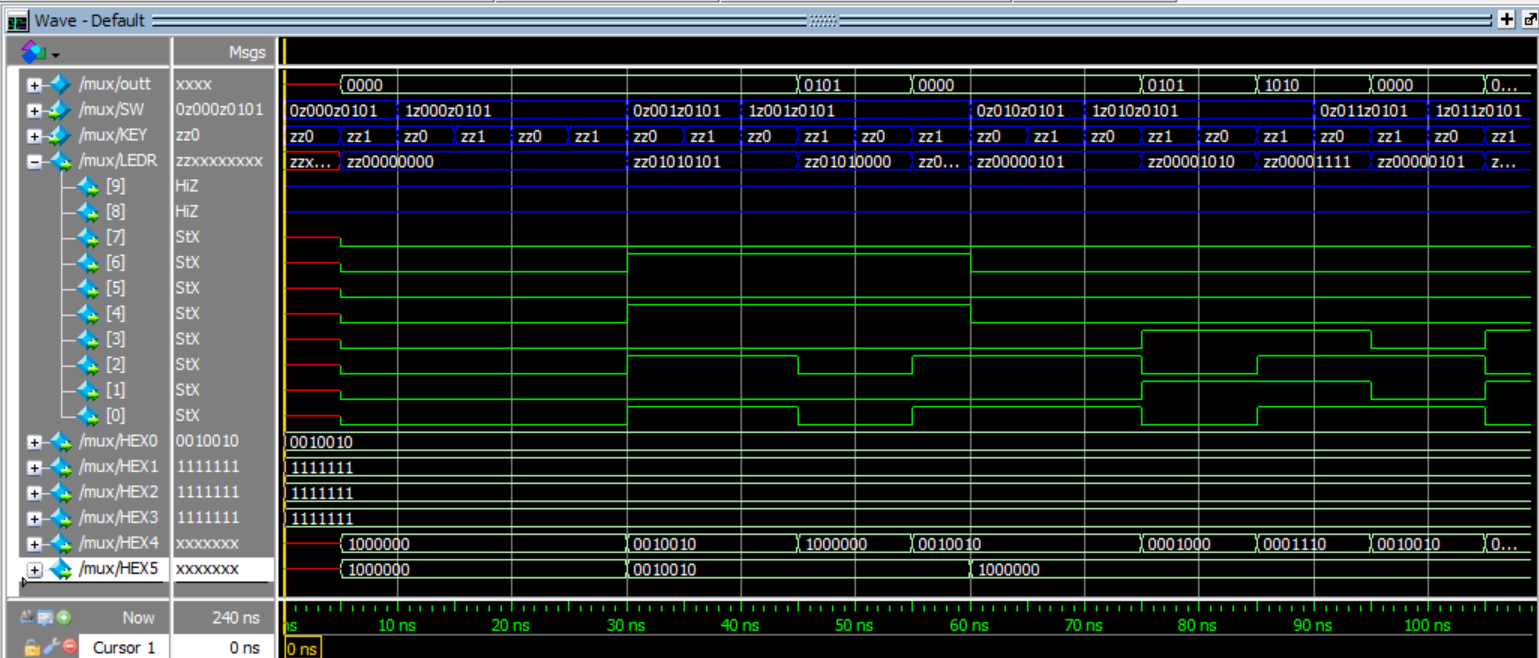 Wave - Default
Msgs
/mux/outt xxxx 0000 0101 0000 0101 1010 0000 0...
/mux/SW 0z000z0101 0z000z0101 1z000z0101 0z001z0101 1z001z0101 0z010z0101 1z010z0101 0z011z0101 1z011z0101
/mux/KEY zz0 zz0 zz1 zz0 zz1 zz0 zz1 zz0 zz1 zz0 zz1 zz0 zz1 zz0 zz1 zz0 zz1 zz0 zz1 zz0 zz1 zz0 zz1
/mux/LEDR zzxxxxxxxx zzx... zz00000000 zz01010101 zz01010000 zz0... zz00000101 zz00001010 zz00001111 zz00000101 z...
[9] HiZ
[8] HiZ
[7] StX
[6] StX
[5] StX
[4] StX
[3] StX
[2] StX
[1] StX
[0] StX
/mux/HEX0 0010010 0010010
/mux/HEX1 1111111 1111111
/mux/HEX2 1111111 1111111
/mux/HEX3 1111111 1111111
/mux/HEX4 xxxxxxx 1000000 0010010 1000000 0010010 0001000 0001110 0010010 0...
/mux/HEX5 xxxxxxx 1000000 0010010 1000000
Now 240 ns 10 ns 20 ns 30 ns 40 ns 50 ns 60 ns 70 ns 80 ns 90 ns 100 ns
Cursor 1 0 ns 0 ns